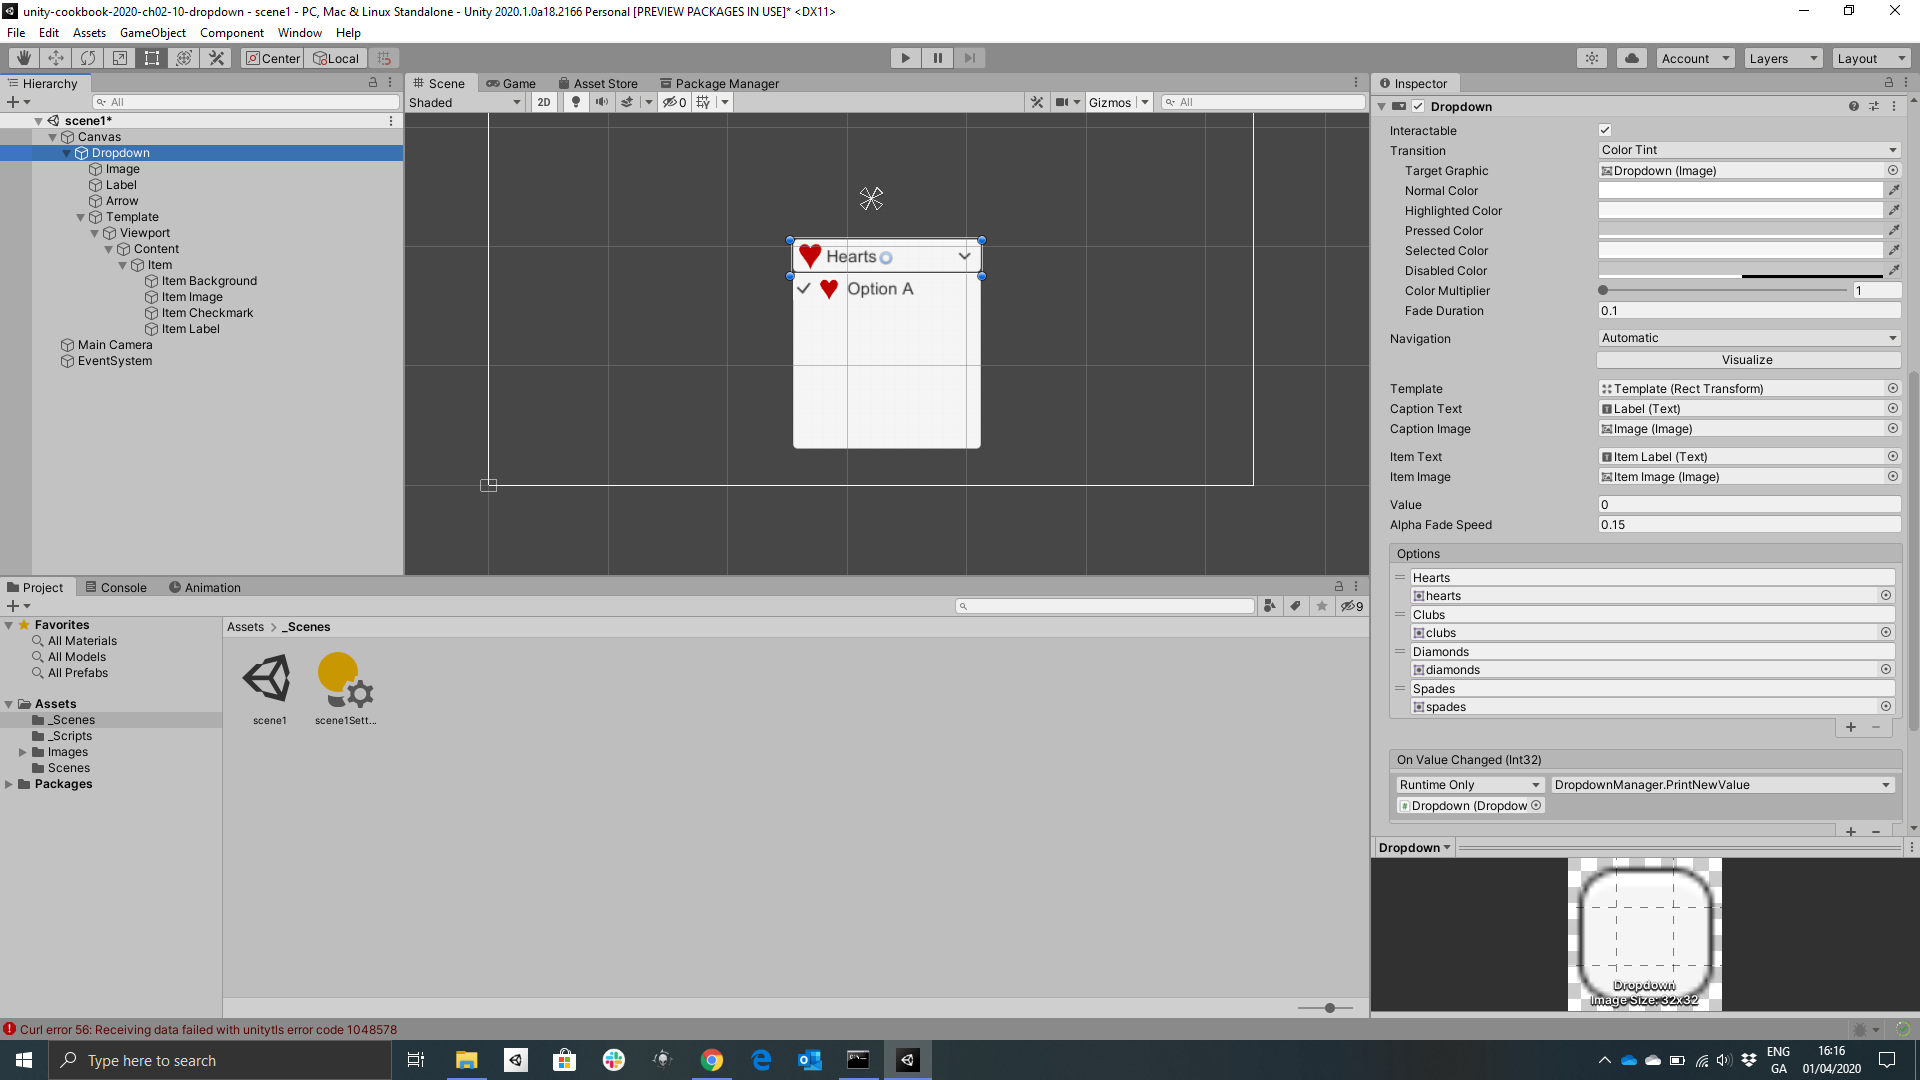 unity-cookbook-2020-ch02-10-dropdown - scene1 - PC, Mac & Linux Standalone - Unity 2020.1.0a18.2166 Personal [PREVIEW PACKAGES IN USE]* <DX11>
File Edit Assets GameObject Component Window Help
Center Local Account Layers Layout
Hierarchy
All
scene1*
Canvas
Dropdown
Image
Label
Arrow
Template
Viewport
Content
Item
Item Background
Item Image
Item Checkmark
Item Label
Main Camera
EventSystem
Scene Game Asset Store Package Manager
Shaded 2D 0 Gizmos All
Hearts
Option A
Inspector
Dropdown
Interactable
Transition Color Tint
Target Graphic Dropdown (Image)
Normal Color
Highlighted Color
Pressed Color
Selected Color
Disabled Color
Color Multiplier 1
Fade Duration 0.1
Navigation Automatic
Visualize
Template Template (Rect Transform)
Caption Text Label (Text)
Caption Image Image (Image)
Item Text Item Label (Text)
Item Image Item Image (Image)
Value 0
Alpha Fade Speed 0.15
Options
Hearts
hearts
Clubs
clubs
Diamonds
diamonds
Spades
spades
On Value Changed (Int32)
Runtime Only DropdownManager.PrintNewValue
Dropdown (Dropdow
Dropdown
Dropdown
Image Size: 32x32
Project Console Animation
9
Favorites
All Materials
All Models
All Prefabs
Assets
_Scenes
_Scripts
Images
Scenes
Packages
Assets > _Scenes
scene1 scene1Sett...
Curl error 56: Receiving data failed with unitytls error code 1048578
Type here to search
ENG
GA
16:16
01/04/2020